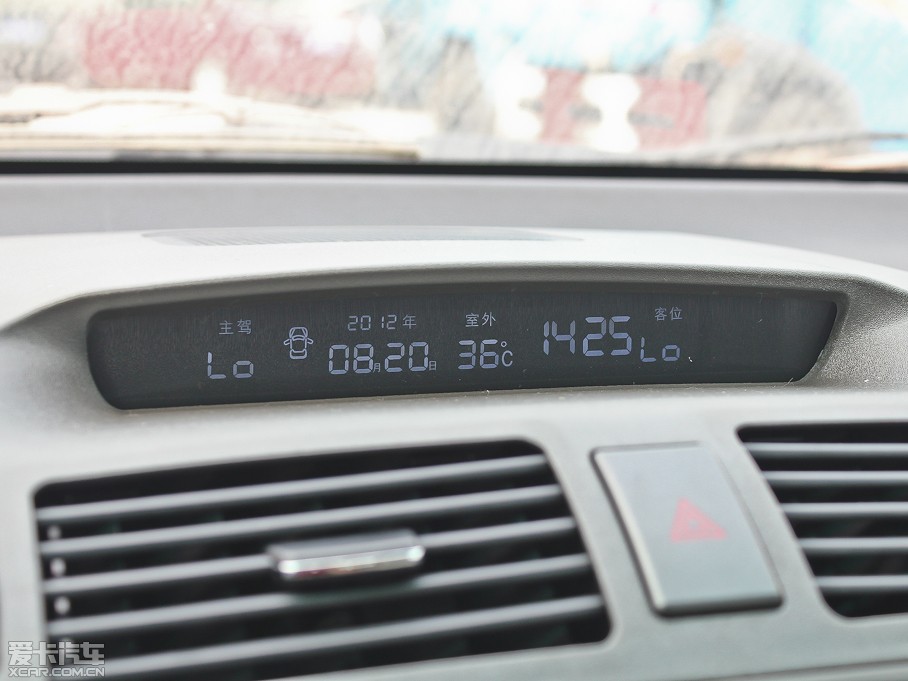 主驾 2012年 室外 客位
Lo 08月20日 36℃ 1425 Lo
爱卡汽车
XCAR.COM.CN